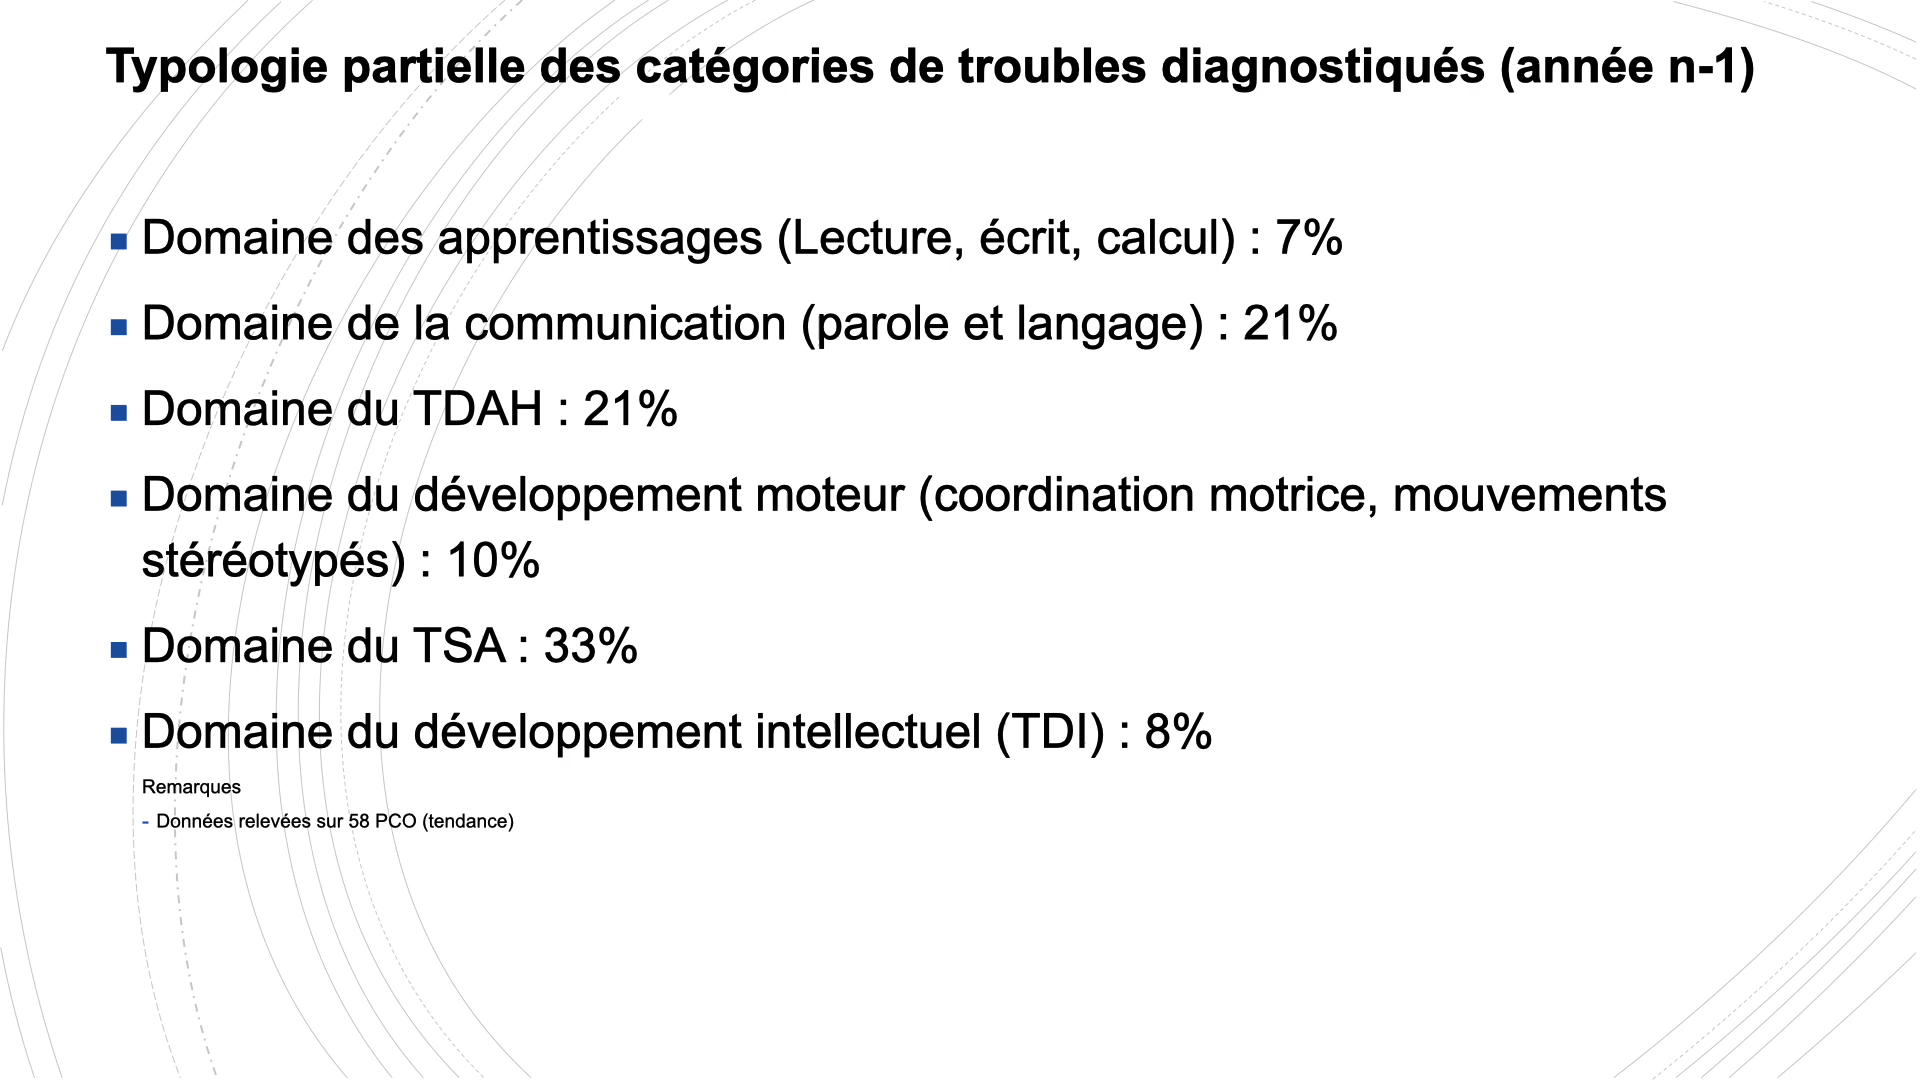 Typologie partielle des catégories de troubles diagnostiqués (année n-1)
Domaine des apprentissages (Lecture, écrit, calcul) : 7%
Domaine de la communication (parole et langage) : 21%
Domaine du TDAH : 21%
Domaine du développement moteur (coordination motrice, mouvements
stéréotypés) : 10%
Domaine du TSA : 33%
Domaine du développement intellectuel (TDI) : 8%
Remarques
- Données relevées sur 58 PCO (tendance)